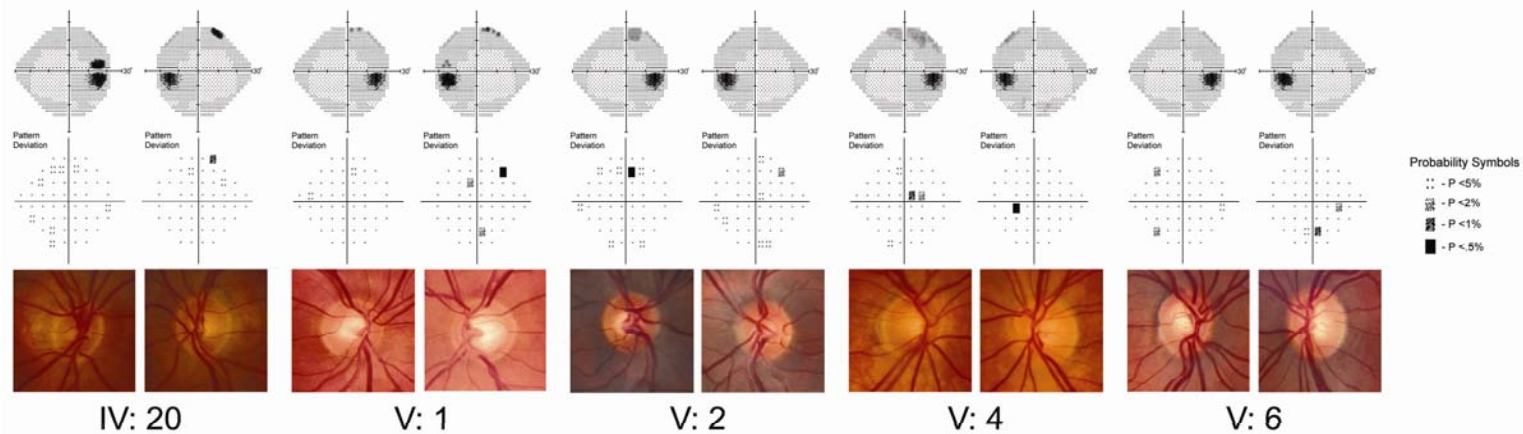 30° 30° 30° 30° 30° 30° 30° 30° 30° 30°
Pattern Deviation Pattern Deviation Pattern Deviation Pattern Deviation Pattern Deviation Pattern Deviation Pattern Deviation Pattern Deviation Pattern Deviation Pattern Deviation
Probability Symbols
- P <5%
- P <2%
- P <1%
- P <.5%
IV: 20 V: 1 V: 2 V: 4 V: 6